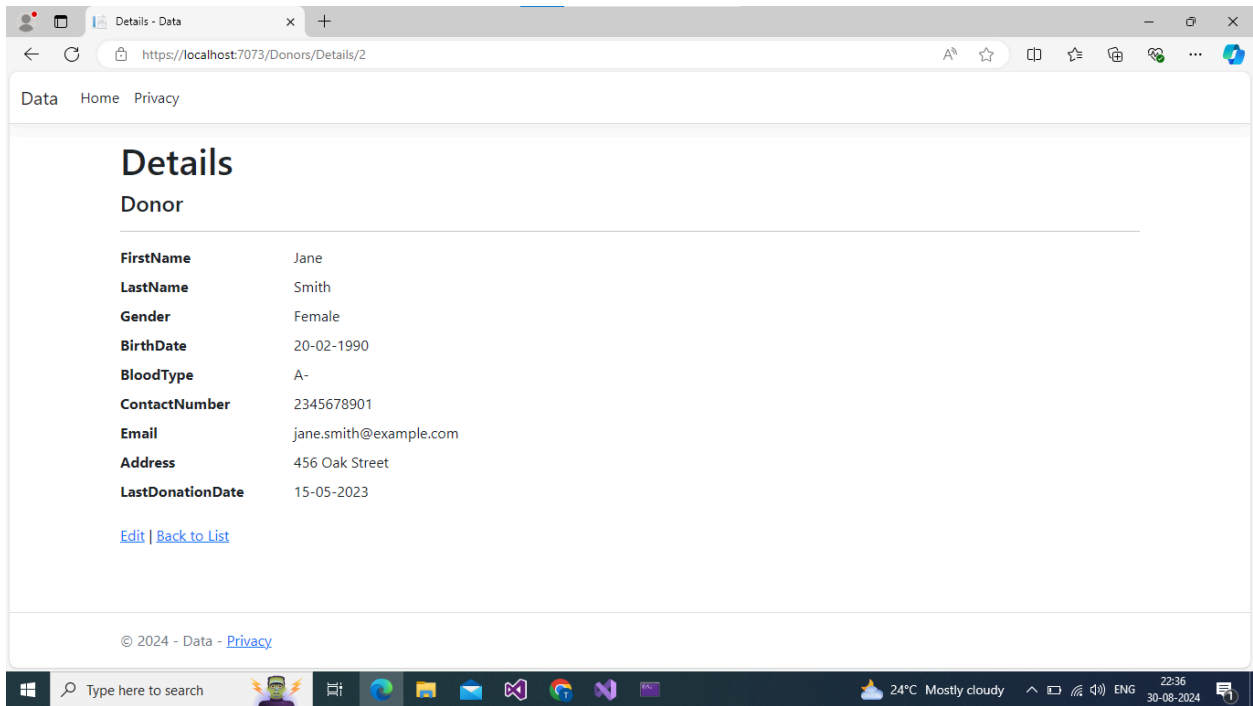 Details - Data
https://localhost:7073/Donors/Details/2
Data Home Privacy
Details
Donor
FirstName Jane
LastName Smith
Gender Female
BirthDate 20-02-1990
BloodType A-
ContactNumber 2345678901
Email jane.smith@example.com
Address 456 Oak Street
LastDonationDate 15-05-2023
Edit | Back to List
© 2024 - Data - Privacy
Type here to search 24°C Mostly cloudy ENG 22:36
30-08-2024 1